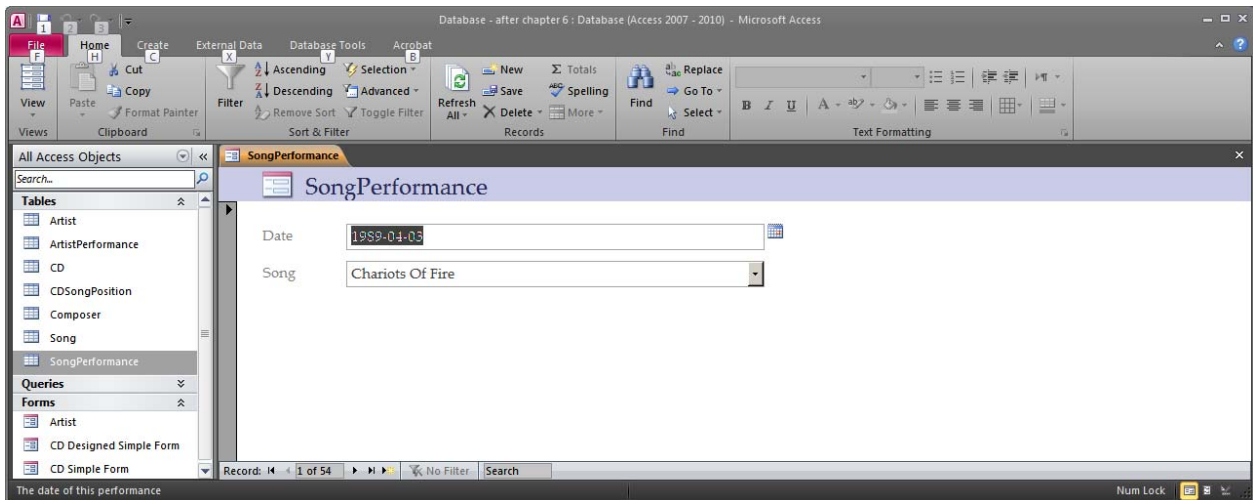 A
Database - after chapter 6 : Database (Access 2007 - 2010) - Microsoft Access
1 2 3
File Home Create External Data Database Tools Acrobat
F H C X Y B
View
Views
Paste
Cut
Copy
Format Painter
Clipboard
Filter
Ascending
Descending
Remove Sort
Selection
Advanced
Toggle Filter
Sort & Filter
Refresh
All
New
Save
Delete
Σ Totals
Spelling
More
Records
Find
Replace
Go To
Select
Find
B I U A
Text Formatting
All Access Objects
Search...
Tables
Artist
ArtistPerformance
CD
CDSongPosition
Composer
Song
SongPerformance
Queries
Forms
Artist
CD Designed Simple Form
CD Simple Form
SongPerformance
SongPerformance
Date 1989-04-03
Song Chariots Of Fire
Record: 1 of 54 No Filter Search
The date of this performance
Num Lock